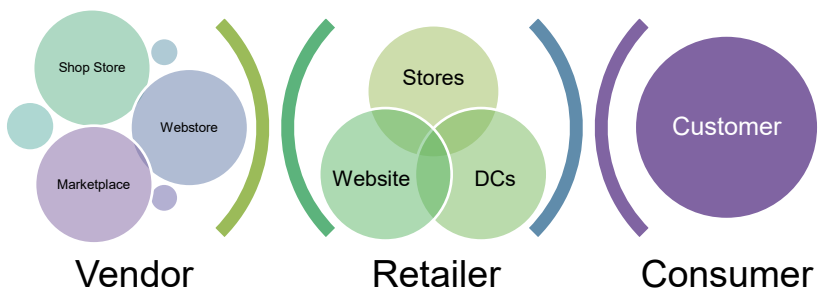 Shop Store
Webstore
Marketplace
Vendor
Stores
Website
DCs
Retailer
Customer
Consumer